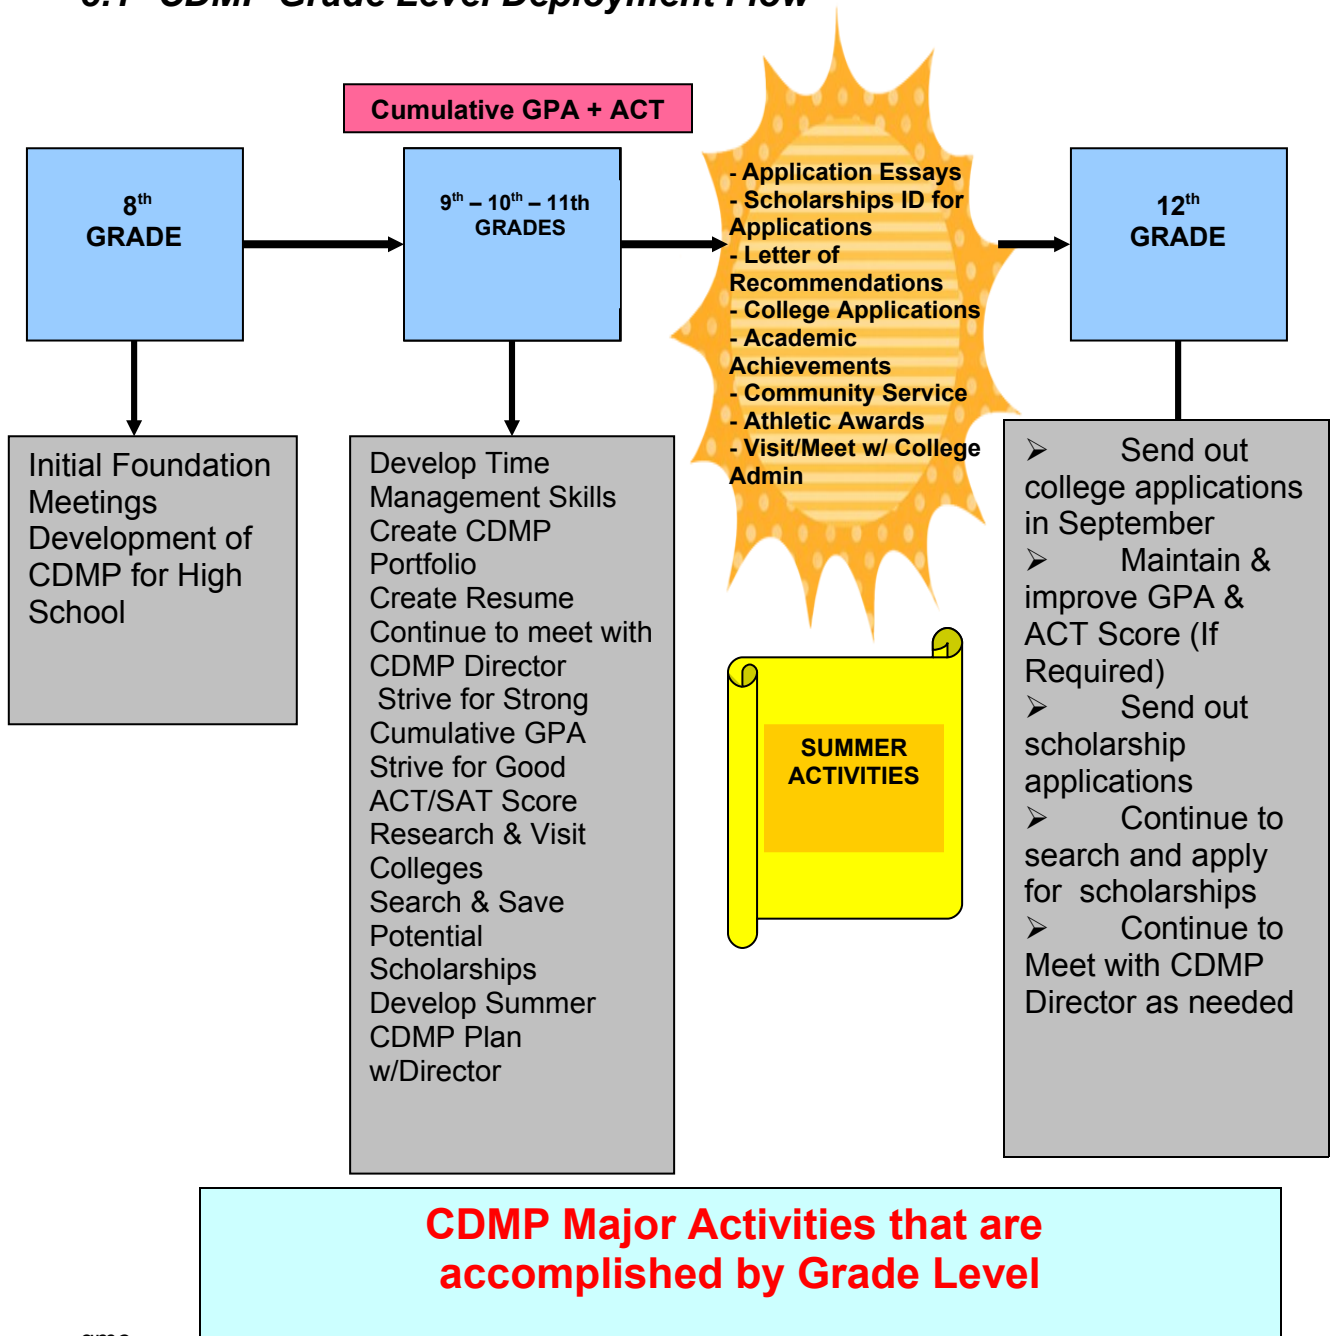 CDMP Grade Level Deployment Flow
Cumulative GPA + ACT
8th
GRADE
9th – 10th – 11th
GRADES
- Application Essays
- Scholarships ID for
Applications
- Letter of
Recommendations
- College Applications
- Academic
Achievements
- Community Service
- Athletic Awards
- Visit/Meet w/ College
Admin
12th
GRADE
Initial Foundation
Meetings
Development of
CDMP for High
School
Develop Time
Management Skills
Create CDMP
Portfolio
Create Resume
Continue to meet with
CDMP Director
Strive for Strong
Cumulative GPA
Strive for Good
ACT/SAT Score
Research & Visit
Colleges
Search & Save
Potential
Scholarships
Develop Summer
CDMP Plan
w/Director
SUMMER
ACTIVITIES
➢ Send out
college applications
in September
➢ Maintain &
improve GPA &
ACT Score (If
Required)
➢ Send out
scholarship
applications
➢ Continue to
search and apply
for scholarships
➢ Continue to
Meet with CDMP
Director as needed
CDMP Major Activities that are
accomplished by Grade Level